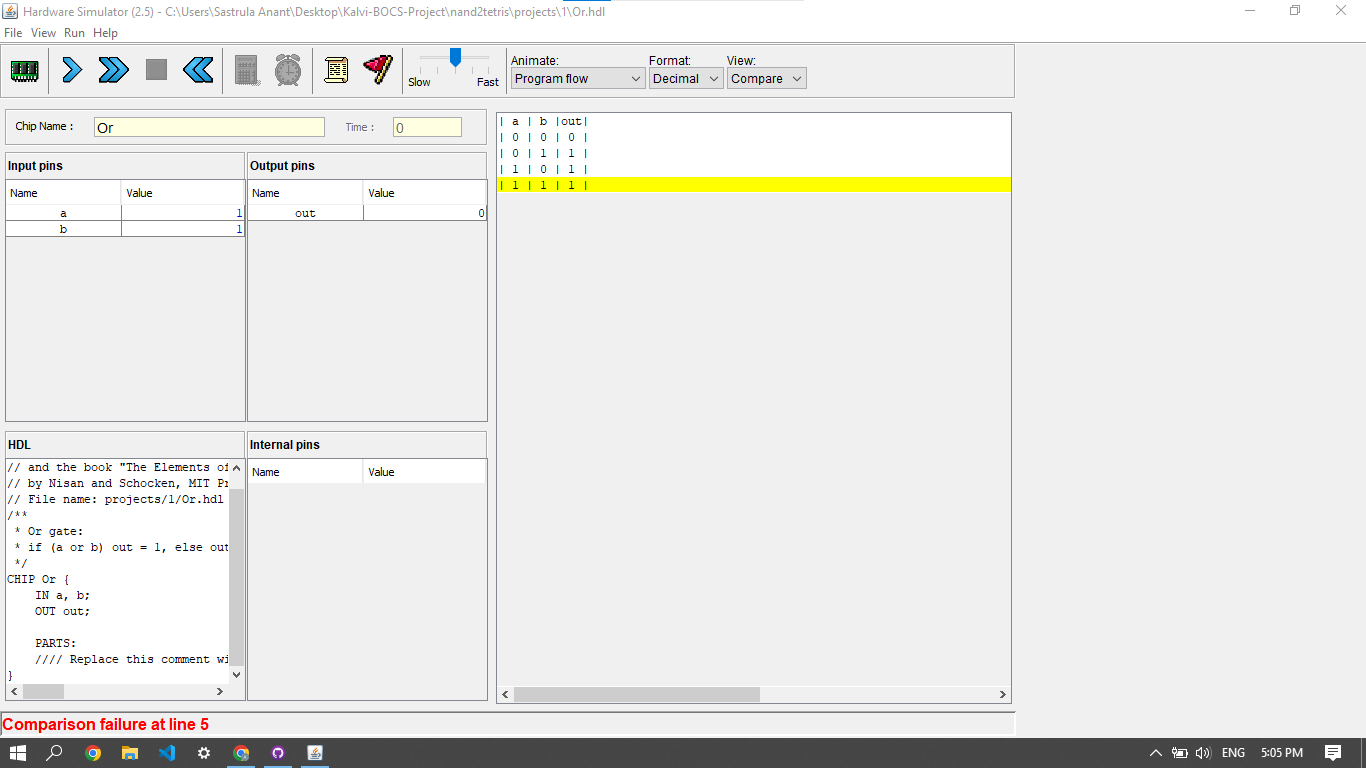 Hardware Simulator (2.5) - C:\Users\Sastrula Anant\Desktop\Kalvi-BOCS-Project\nand2tetris\projects\1\Or.hdl
File View Run Help
Animate: Format: View:
Slow Fast Program flow Decimal Compare
Chip Name : Or Time : 0
Input pins
Name Value
a 1
b 1
Output pins
Name Value
out 0
HDL
// and the book "The Elements of
// by Nisan and Schocken, MIT Pr
// File name: projects/1/Or.hdl
/**
* Or gate:
* if (a or b) out = 1, else out
*/
CHIP Or {
IN a, b;
OUT out;
PARTS:
//// Replace this comment wi
}
Internal pins
Name Value
| a | b |out|
| 0 | 0 | 0 |
| 0 | 1 | 1 |
| 1 | 0 | 1 |
| 1 | 1 | 1 |
Comparison failure at line 5
ENG 5:05 PM